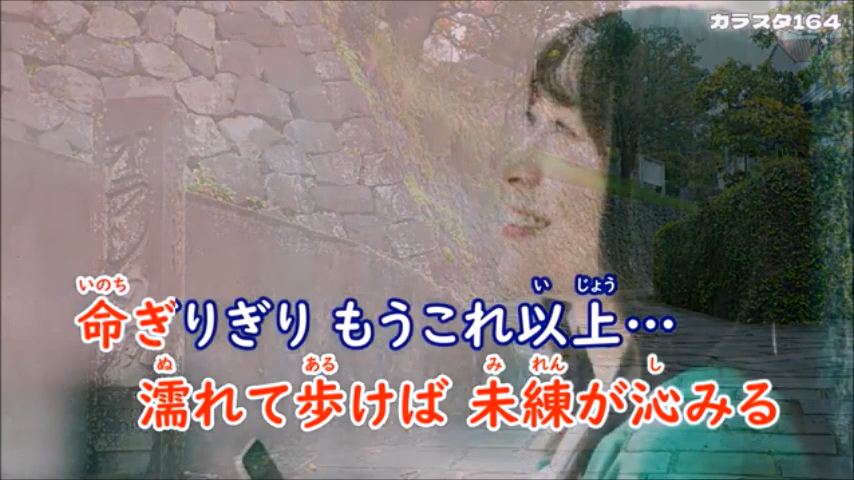 カラスタ164
いのち い じょう
命ぎりぎり もうこれ以上…
ぬ ある み れん し
濡れて歩けば 未練が沁みる